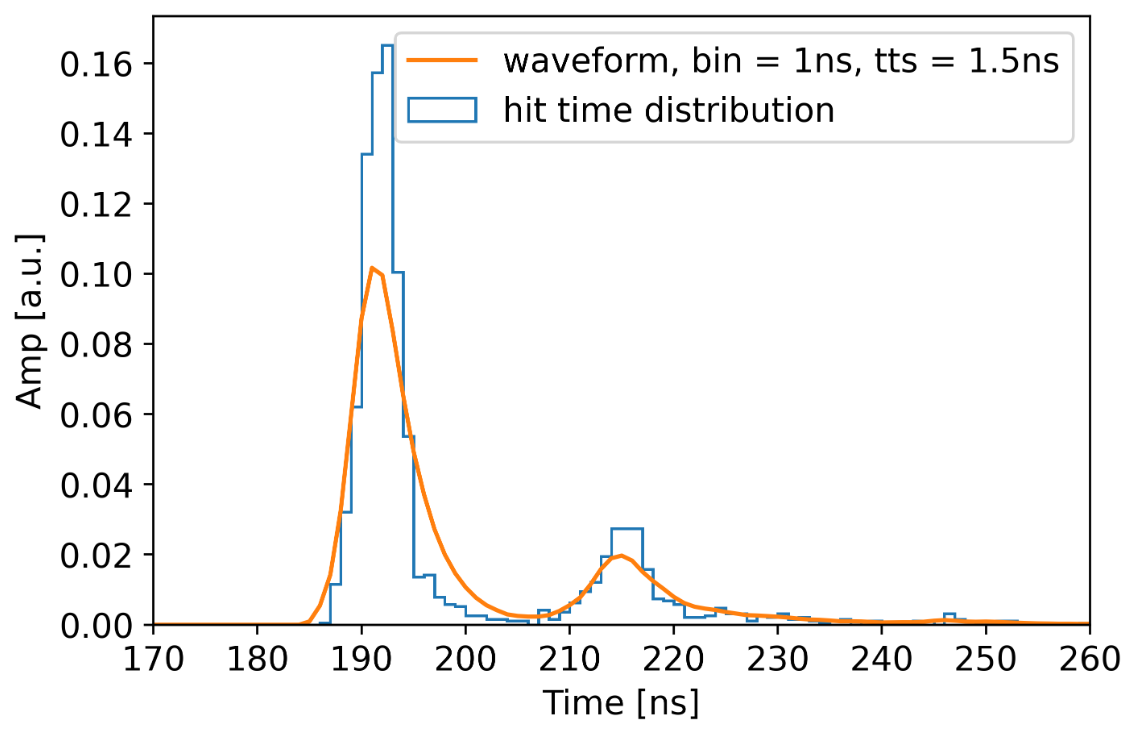 waveform, bin = 1ns, tts = 1.5ns
hit time distribution
Amp [a.u.]
0.16
0.14
0.12
0.10
0.08
0.06
0.04
0.02
0.00
170 180 190 200 210 220 230 240 250 260
Time [ns]